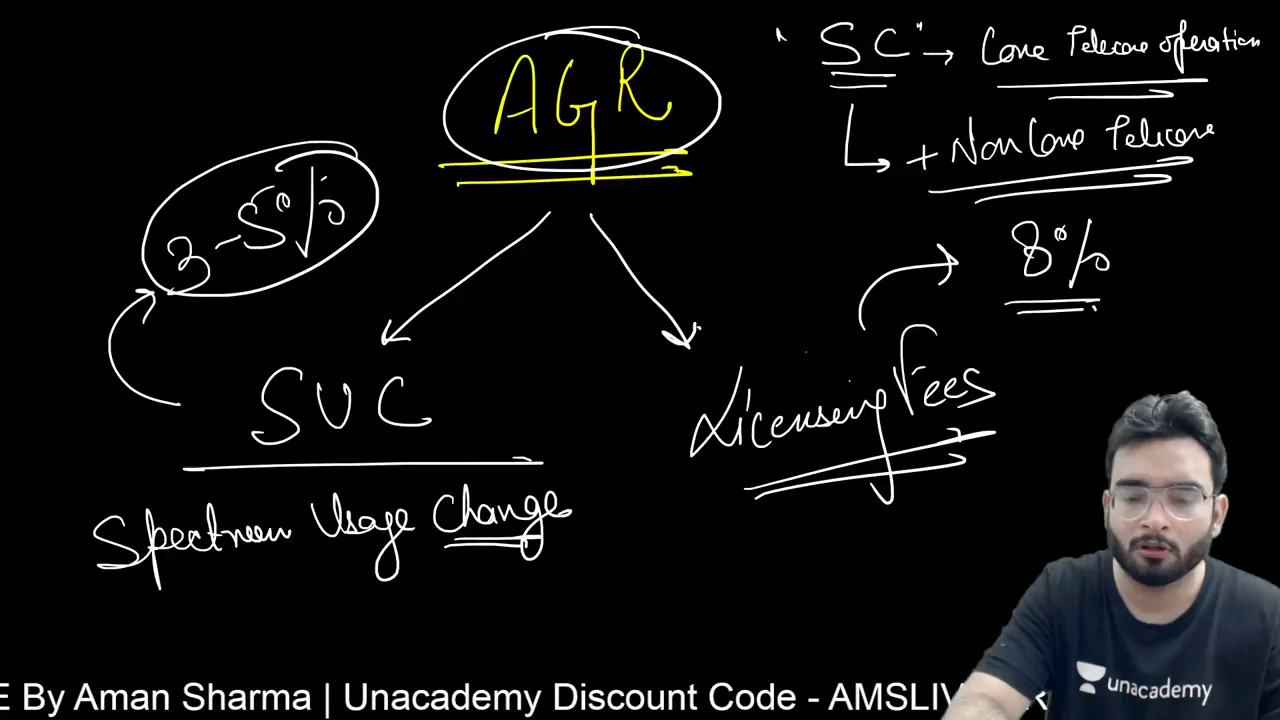 AGR
"SC" → Core Telecom operation
+ Non Core Telecom
3-5%
8%
SUC
Licensing Fees
Spectrum Usage Charge
E By Aman Sharma | Unacademy Discount Code - AMSLIV
R
unacademy